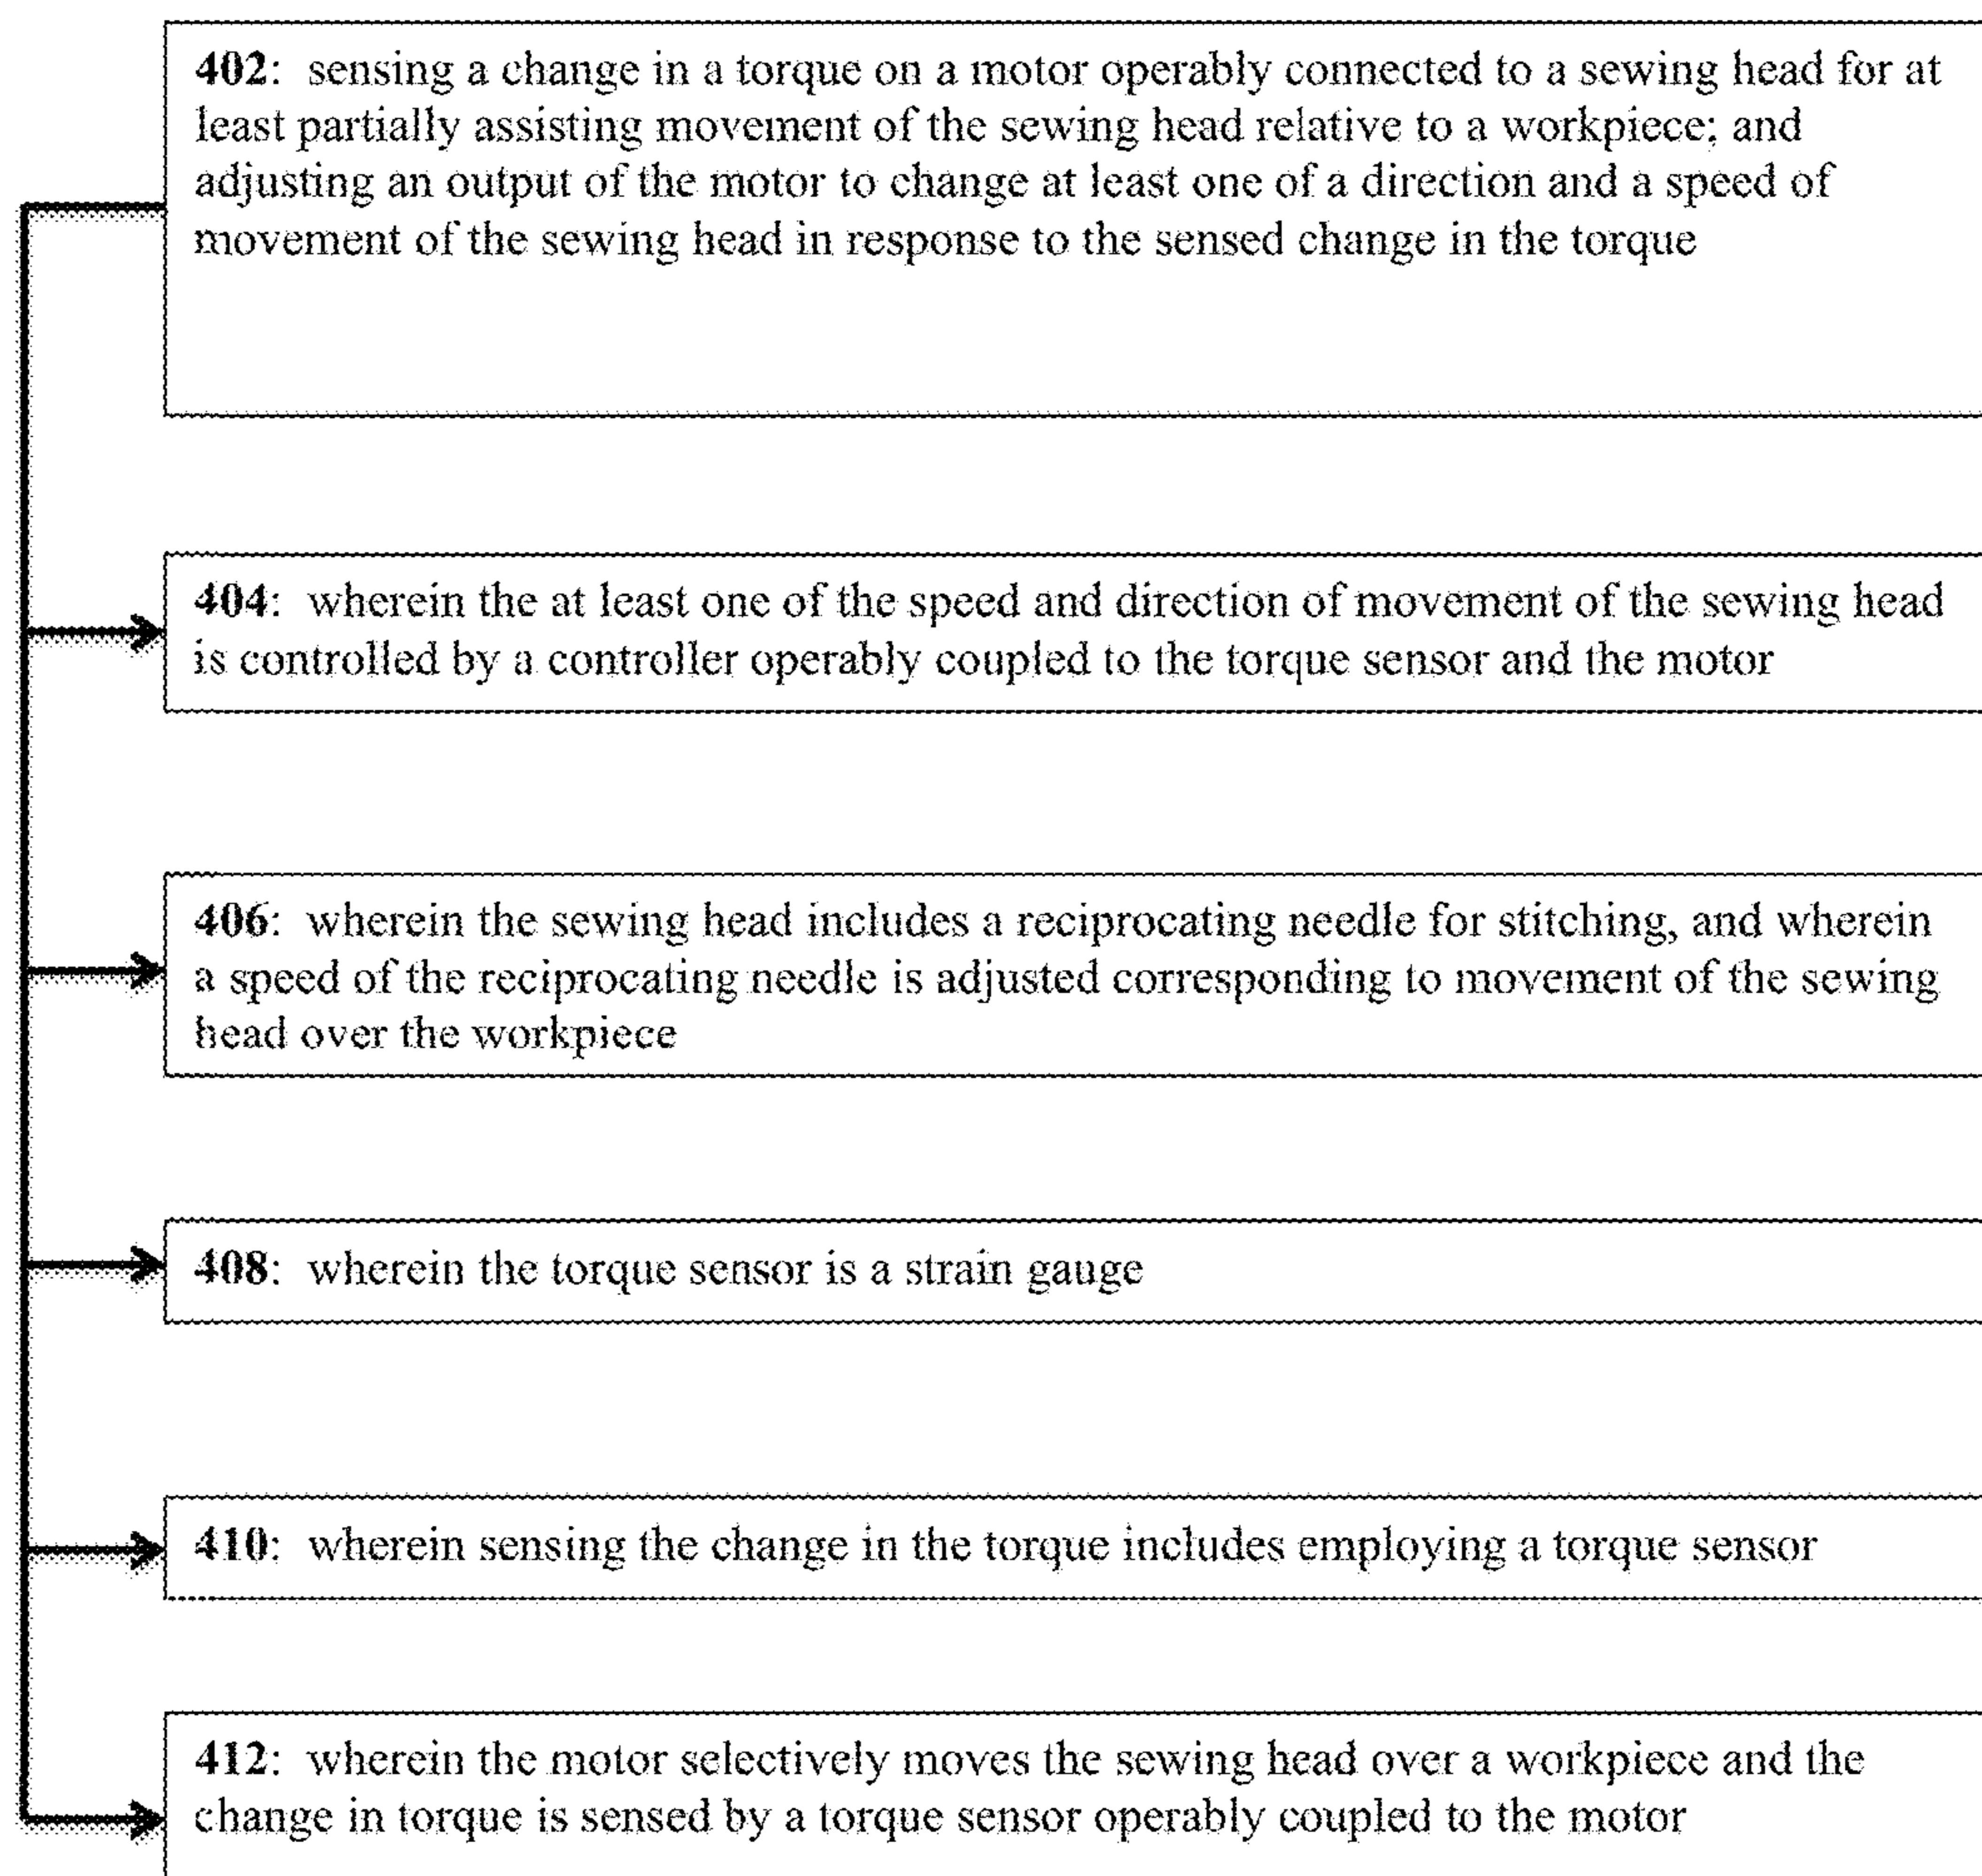 402: sensing a change in a torque on a motor operably connected to a sewing head for at
least partially assisting movement of the sewing head relative to a workpiece; and
adjusting an output of the motor to change at least one of a direction and a speed of
movement of the sewing head in response to the sensed change in the torque
404: wherein the at least one of the speed and direction of movement of the sewing head
is controlled by a controller operably coupled to the torque sensor and the motor
406: wherein the sewing head includes a reciprocating needle for stitching, and wherein
a speed of the reciprocating needle is adjusted corresponding to movement of the sewing
head over the workpiece
408: wherein the torque sensor is a strain gauge
410: wherein sensing the change in the torque includes employing a torque sensor
412: wherein the motor selectively moves the sewing head over a workpiece and the
change in torque is sensed by a torque sensor operably coupled to the motor